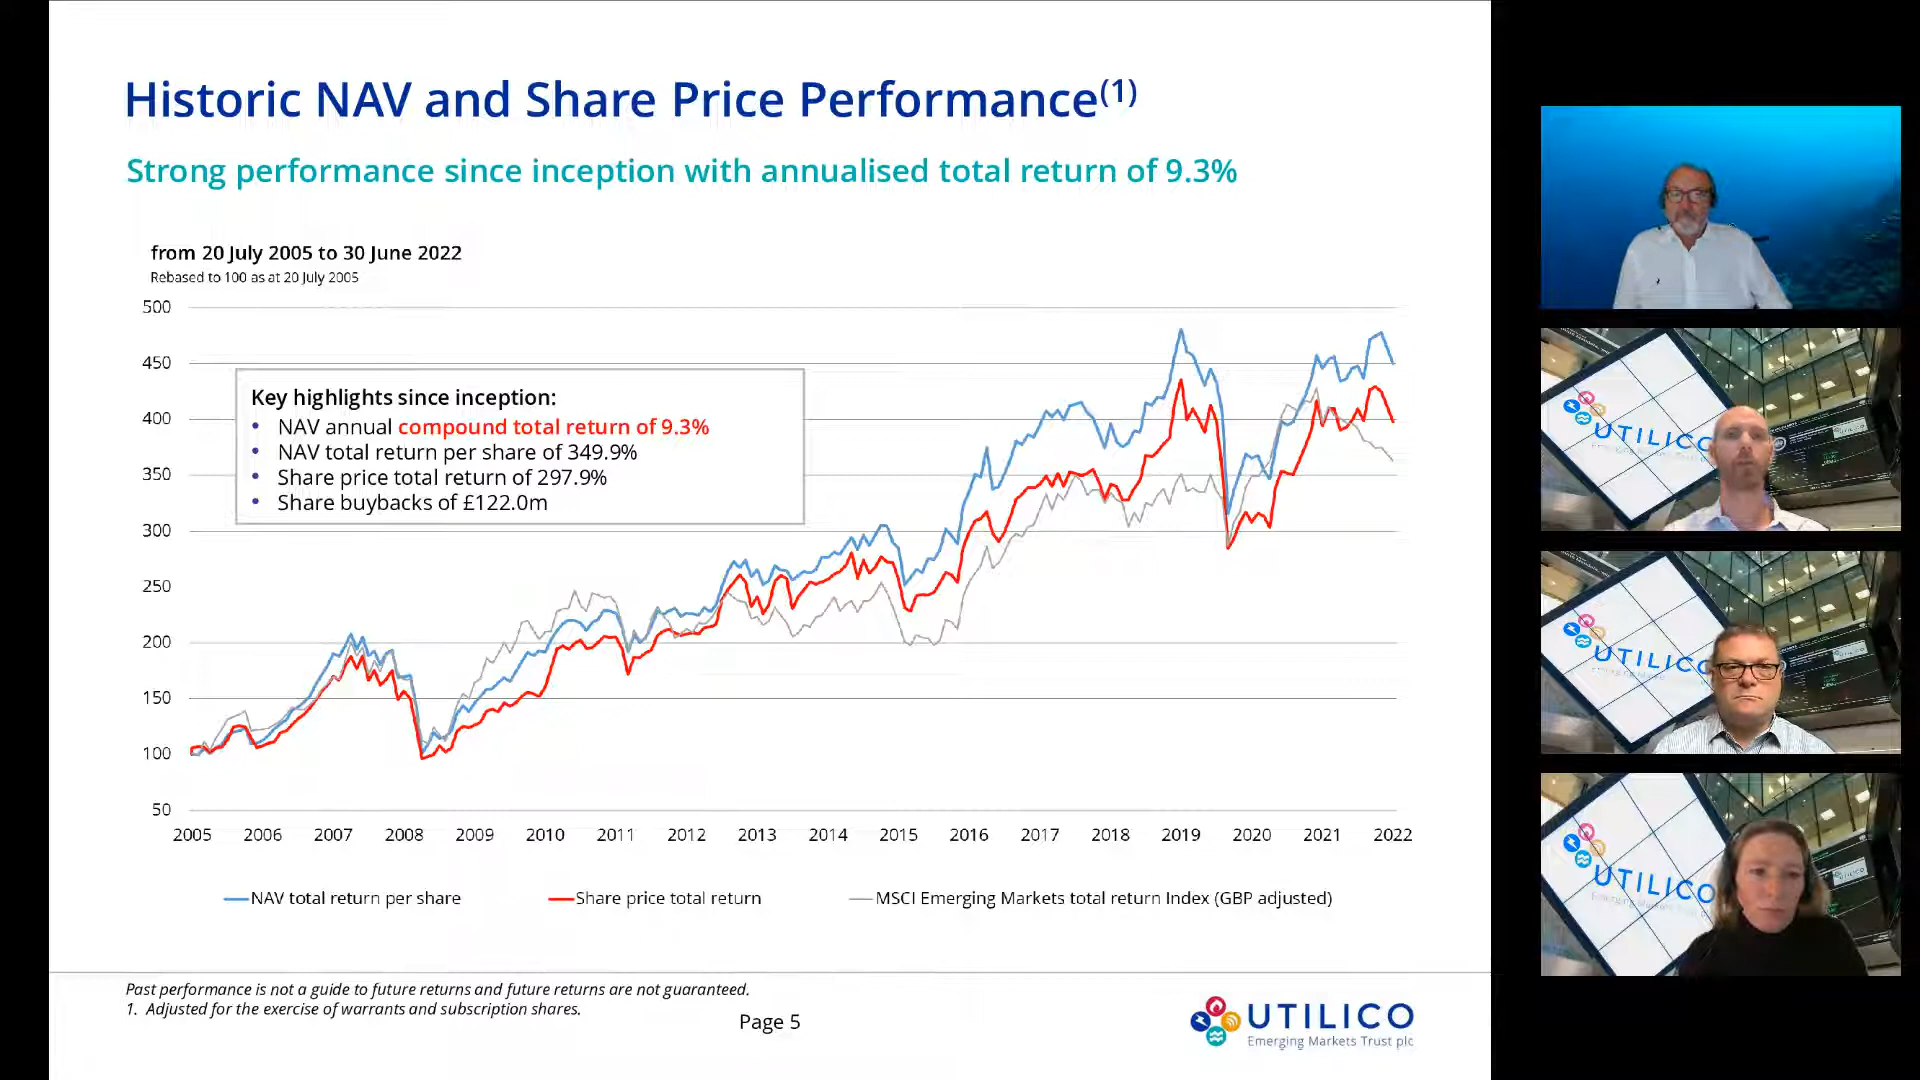 Historic NAV and Share Price Performance(1)
Strong performance since inception with annualised total return of 9.3%
from 20 July 2005 to 30 June 2022
Rebased to 100 as at 20 July 2005
500
450
400
350
300
250
200
150
100
50
Key highlights since inception:
• NAV annual compound total return of 9.3%
• NAV total return per share of 349.9%
• Share price total return of 297.9%
• Share buybacks of £122.0m
2005 2006 2007 2008 2009 2010 2011 2012 2013 2014 2015 2016 2017 2018 2019 2020 2021 2022
NAV total return per share
Share price total return
MSCI Emerging Markets total return Index (GBP adjusted)
Past performance is not a guide to future returns and future returns are not guaranteed.
1. Adjusted for the exercise of warrants and subscription shares.
Page 5
UTILICO
Emerging Markets Trust plc
UTILICO
UTILICO
UTILICO